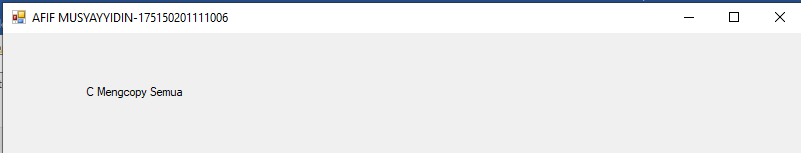 AFIF MUSYAYYIDIN-175150201111006
C Mengcopy Semua